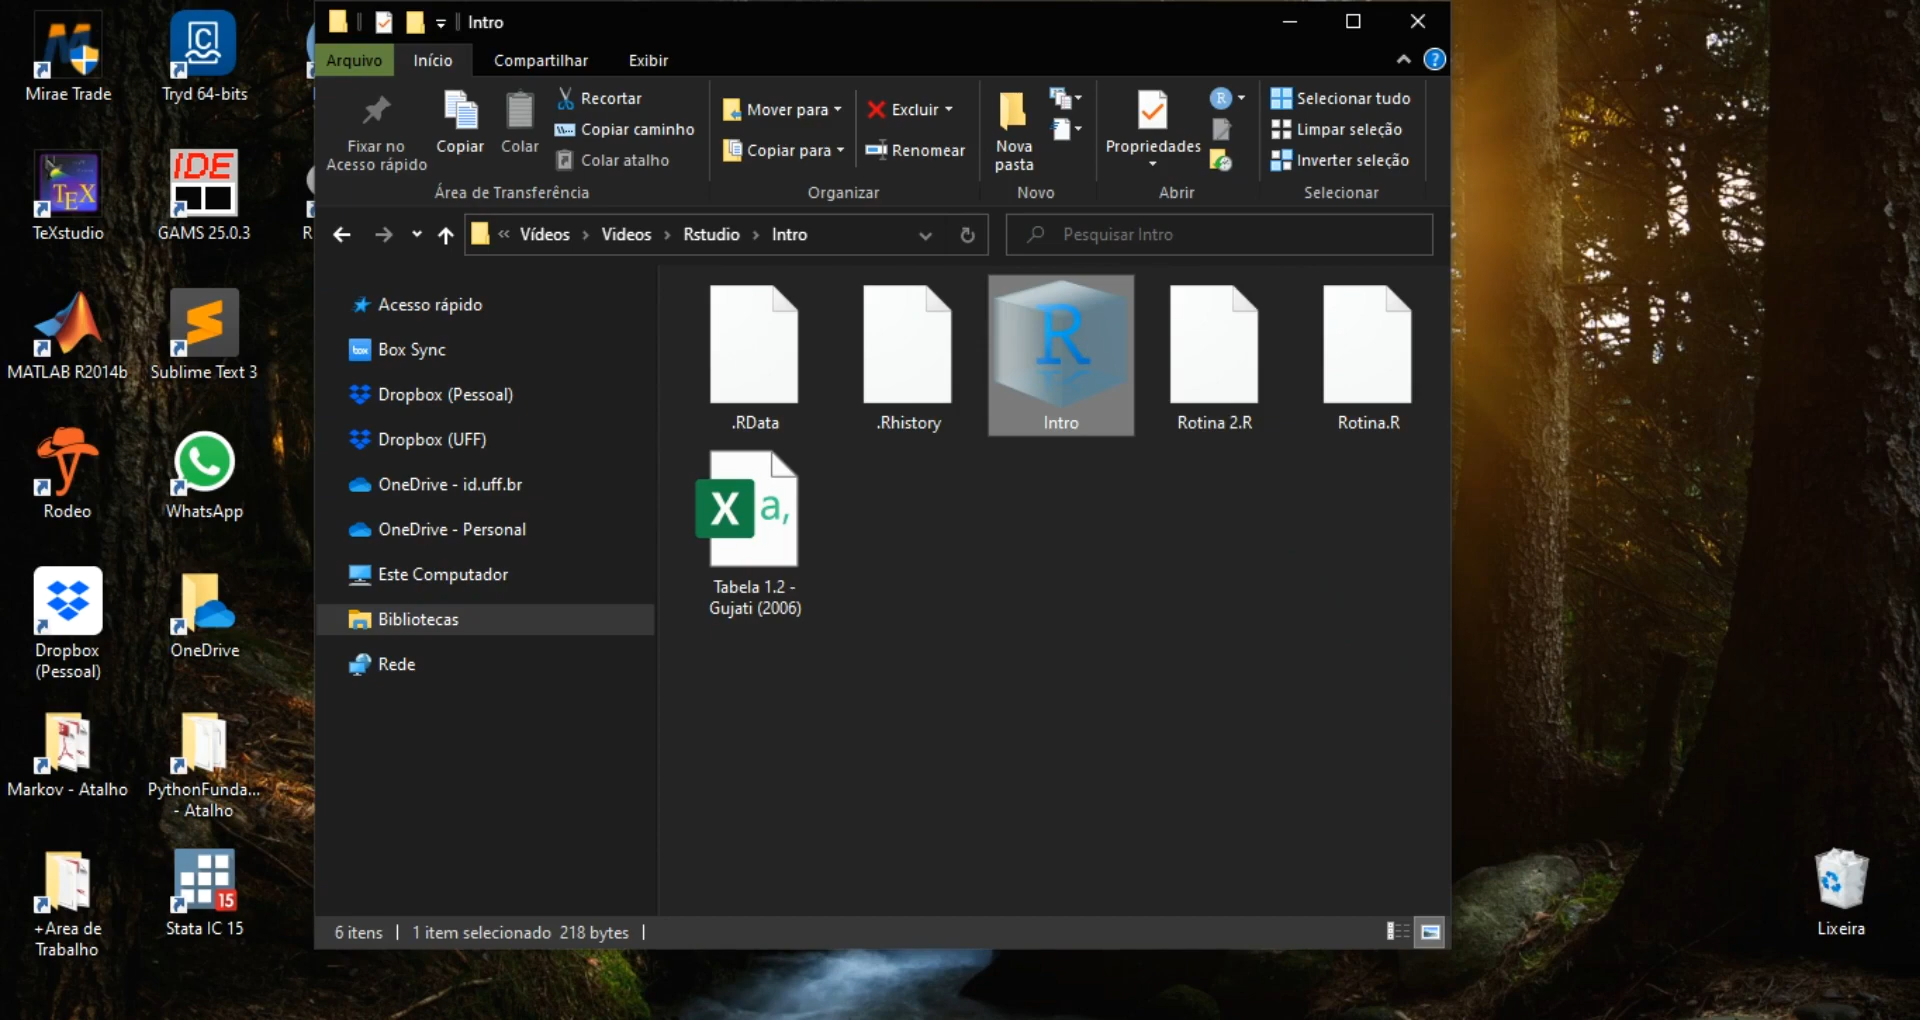 Intro
Arquivo
Início
Compartilhar
Exibir
Fixar no
Acesso rápido
Copiar
Colar
Recortar
Copiar caminho
Colar atalho
Área de Transferência
Mover para
Copiar para
Excluir
Renomear
Organizar
Nova
pasta
Novo
Propriedades
Abrir
Selecionar tudo
Limpar seleção
Inverter seleção
Selecionar
« Vídeos › Videos › Rstudio › Intro
Pesquisar Intro
Acesso rápido
Box Sync
Dropbox (Pessoal)
Dropbox (UFF)
OneDrive - id.uff.br
OneDrive - Personal
Este Computador
Bibliotecas
Rede
.RData
.Rhistory
Intro
Rotina 2.R
Rotina.R
Tabela 1.2 -
Gujati (2006)
6 itens
1 item selecionado 218 bytes
Mirae Trade
Tryd 64-bits
TeXstudio
IDE
GAMS 25.0.3
MATLAB R2014b
Sublime Text 3
Rodeo
WhatsApp
Dropbox
(Pessoal)
OneDrive
Markov - Atalho
PythonFunda...
- Atalho
+Area de
Trabalho
15
Stata IC 15
Lixeira